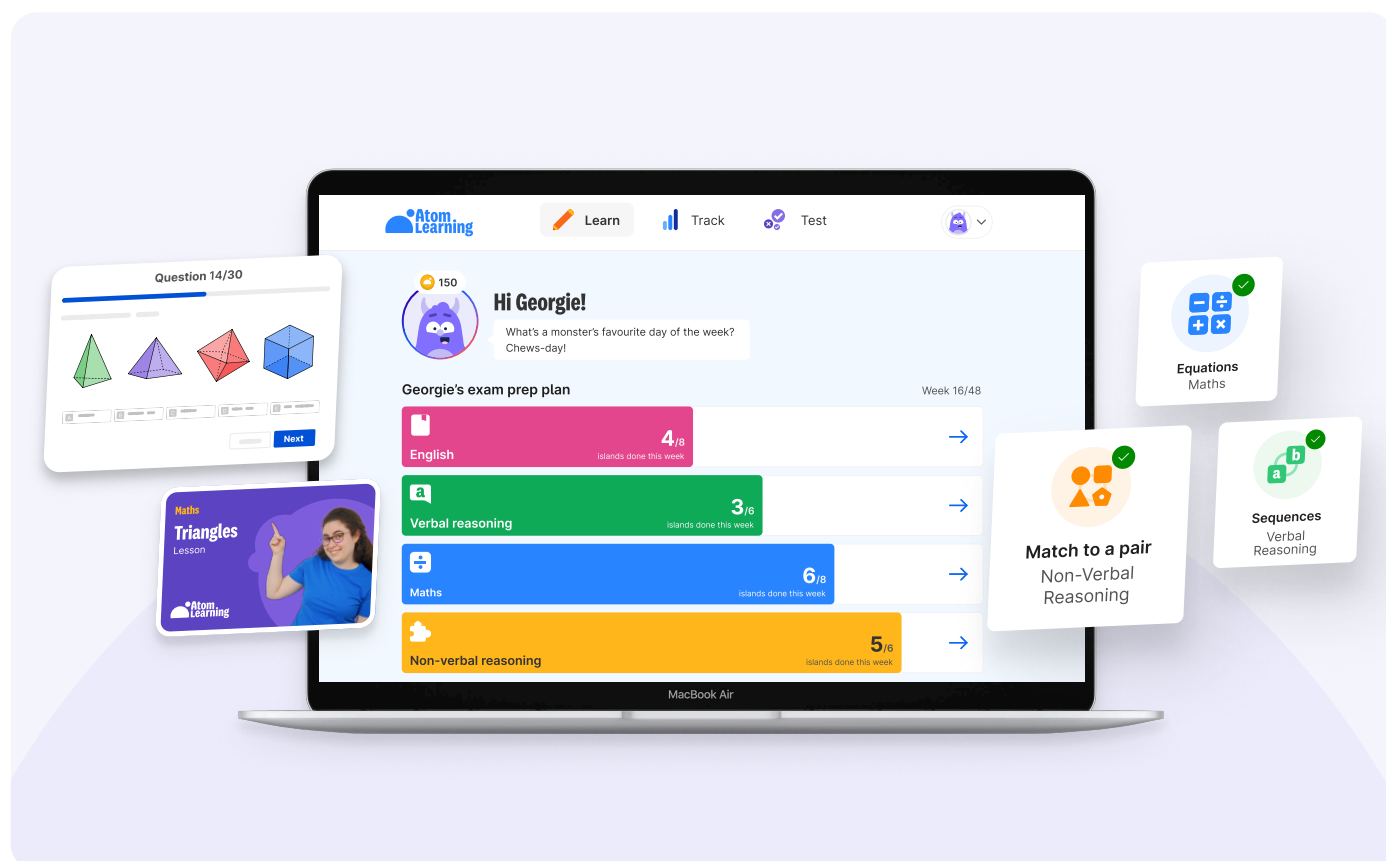 Atom
Learning
Learn
Track
Test
150
Hi Georgie!
What's a monster's favourite day of the week?
Chews-day!
Georgie's exam prep plan
Week 16/48
4/8
English
islands done this week
3/6
Verbal reasoning
islands done this week
6/8
Maths
islands done this week
5/6
Non-verbal reasoning
islands done this week
MacBook Air
Question 14/30
Next
Maths
Triangles
Lesson
Atom
Learning
Equations
Maths
Match to a pair
Non-Verbal
Reasoning
b
a
Sequences
Verbal
Reasoning